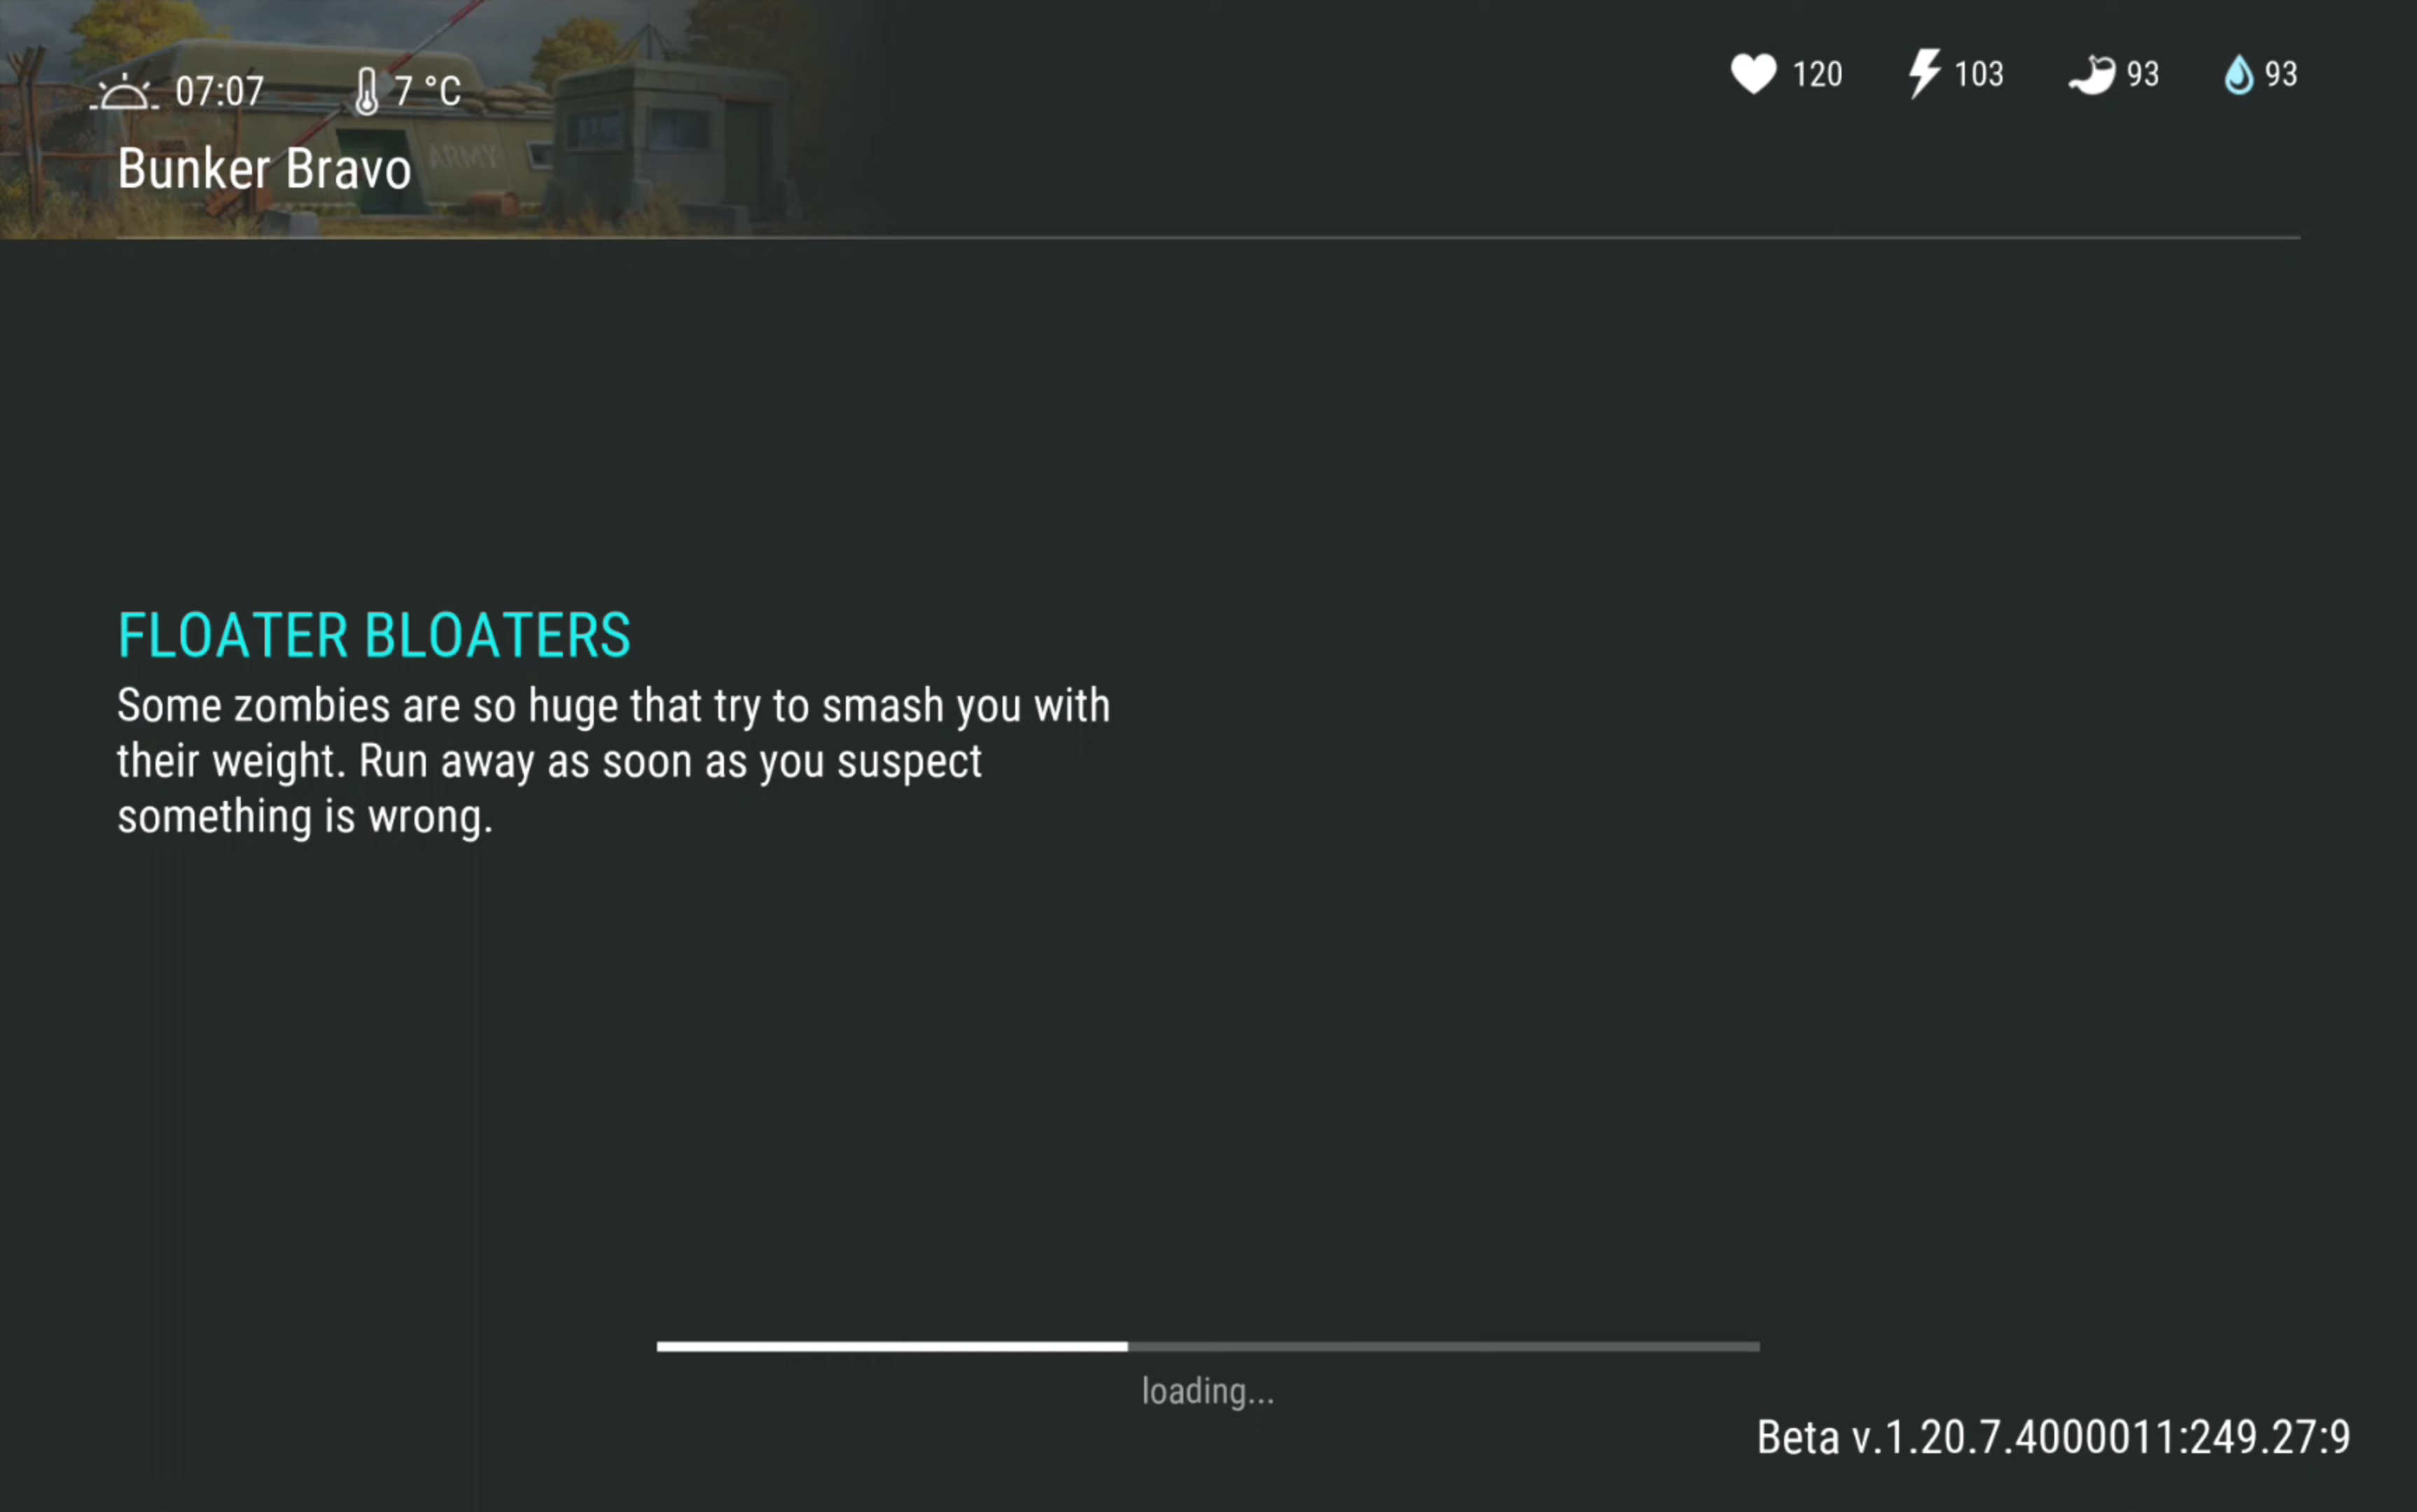 07:07 7 °C 120 103 93 93
ARMY
Bunker Bravo
FLOATER BLOATERS
Some zombies are so huge that try to smash you with
their weight. Run away as soon as you suspect
something is wrong.
loading...
Beta v.1.20.7.4000011:249.27:9